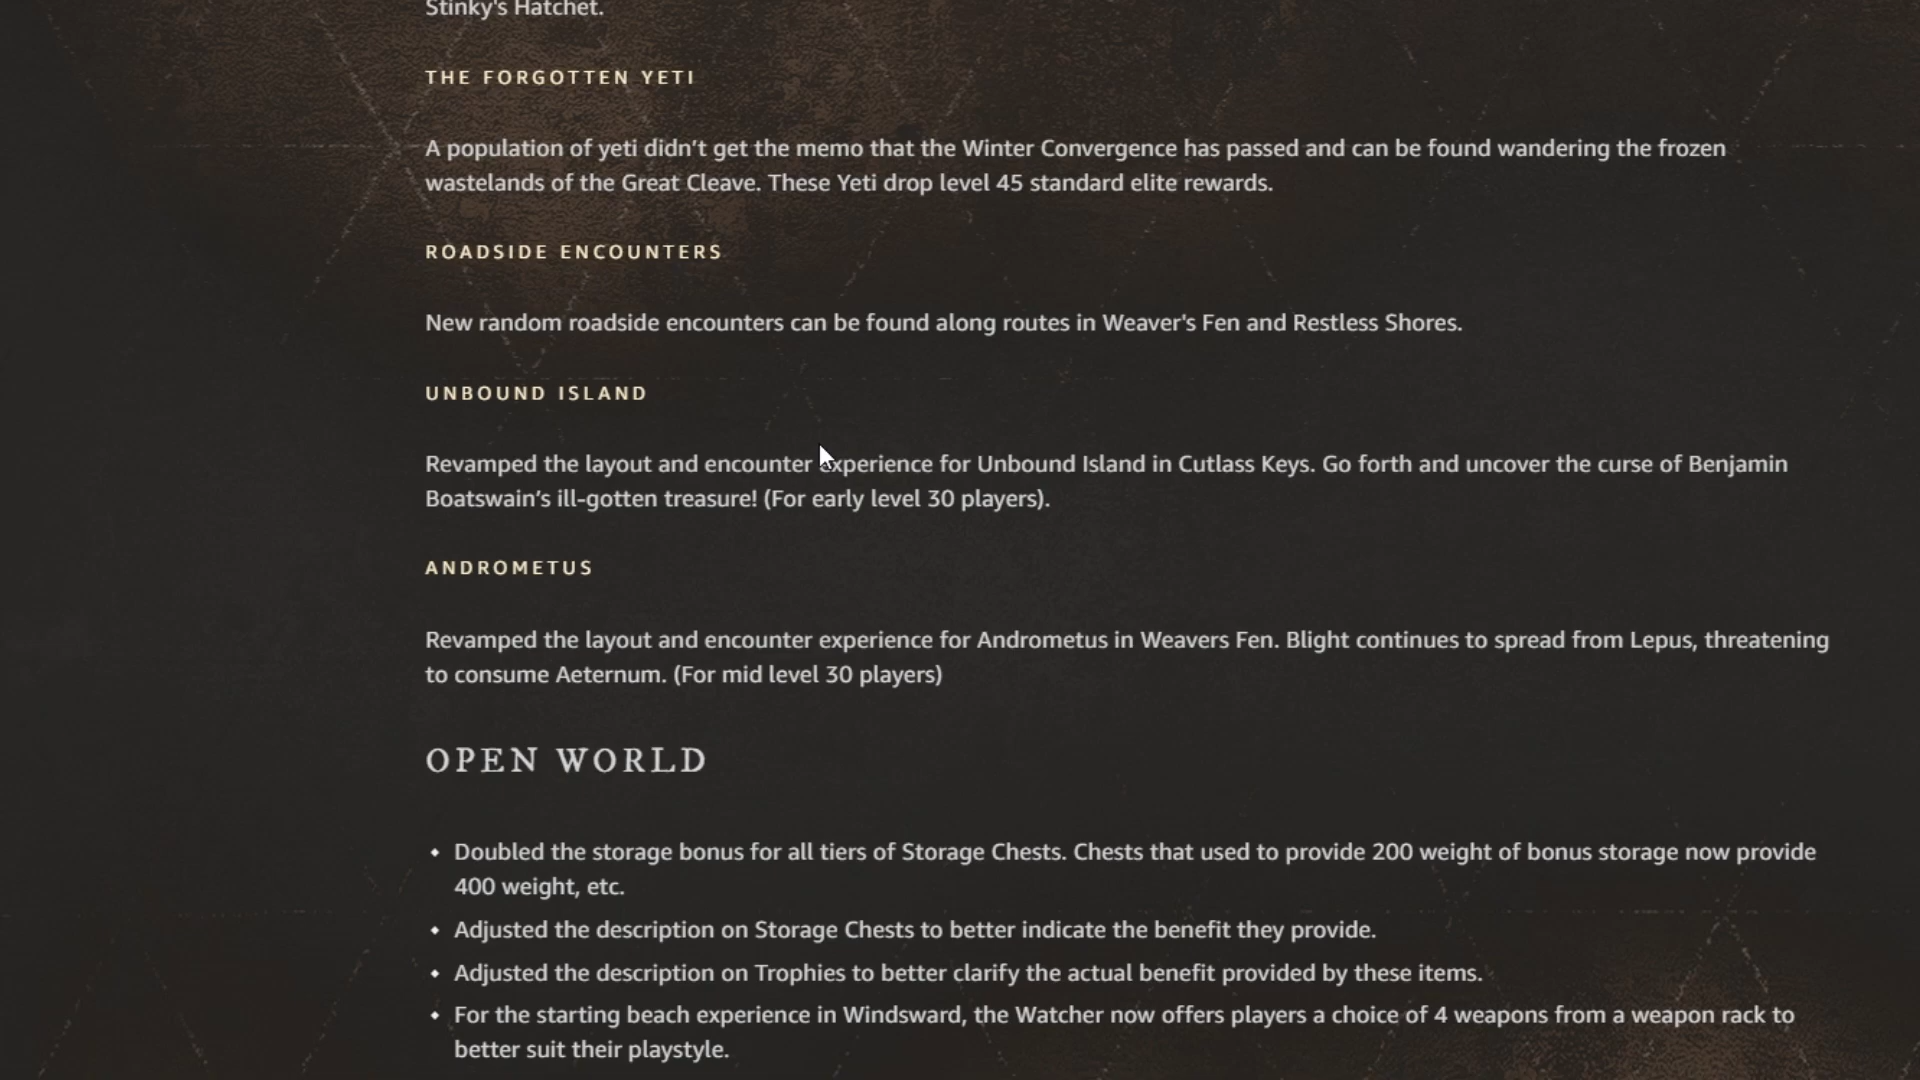 Stinky's Hatchet.
THE FORGOTTEN YETI
A population of yeti didn’t get the memo that the Winter Convergence has passed and can be found wandering the frozen
wastelands of the Great Cleave. These Yeti drop level 45 standard elite rewards.
ROADSIDE ENCOUNTERS
New random roadside encounters can be found along routes in Weaver's Fen and Restless Shores.
UNBOUND ISLAND
Revamped the layout and encounter experience for Unbound Island in Cutlass Keys. Go forth and uncover the curse of Benjamin
Boatswain’s ill-gotten treasure! (For early level 30 players).
ANDROMETUS
Revamped the layout and encounter experience for Andrometus in Weavers Fen. Blight continues to spread from Lepus, threatening
to consume Aeternum. (For mid level 30 players)
OPEN WORLD
• Doubled the storage bonus for all tiers of Storage Chests. Chests that used to provide 200 weight of bonus storage now provide
400 weight, etc.
• Adjusted the description on Storage Chests to better indicate the benefit they provide.
• Adjusted the description on Trophies to better clarify the actual benefit provided by these items.
• For the starting beach experience in Windsward, the Watcher now offers players a choice of 4 weapons from a weapon rack to
better suit their playstyle.